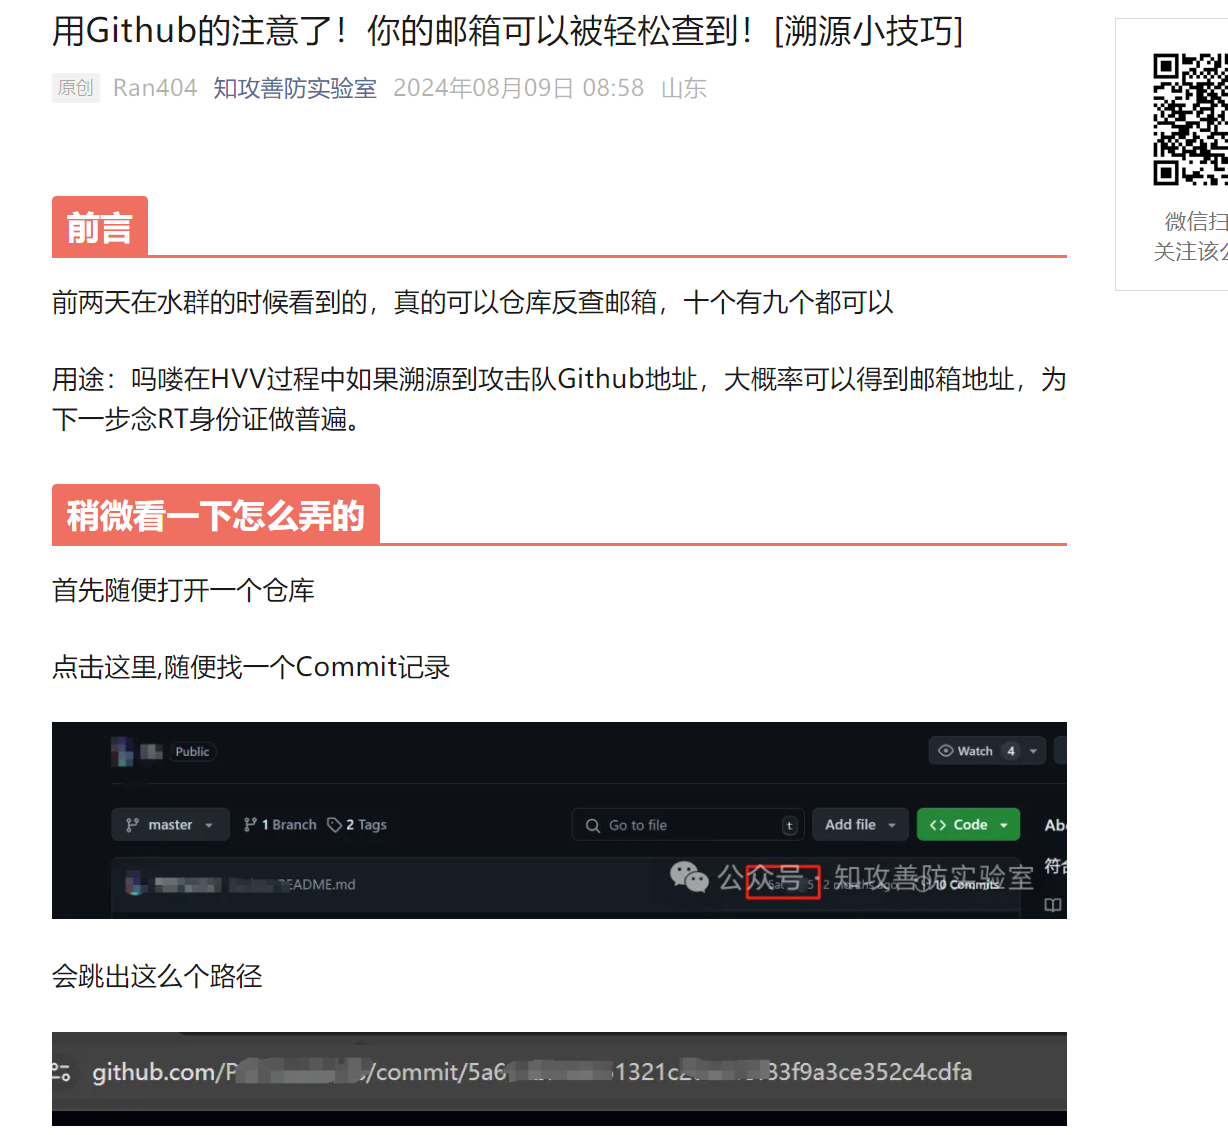 用Github的注意了！你的邮箱可以被轻松查到！[溯源小技巧]
原创 Ran404 知攻善防实验室 2024年08月09日 08:58 山东
微信扫
关注该公
前言
前两天在水群的时候看到的，真的可以仓库反查邮箱，十个有九个都可以
用途：吗喽在HVV过程中如果溯源到攻击队Github地址，大概率可以得到邮箱地址，为
下一步念RT身份证做普遍。
稍微看一下怎么弄的
首先随便打开一个仓库
点击这里,随便找一个Commit记录
Public Watch 4
master 1 Branch 2 Tags Go to file t Add file Code Abo
EADME.md 公众号 · 知攻善防实验室 2 months ago 10 Commits 符合
会跳出这么个路径
github.com/P /commit/5a6 1321c 33f9a3ce352c4cdfa